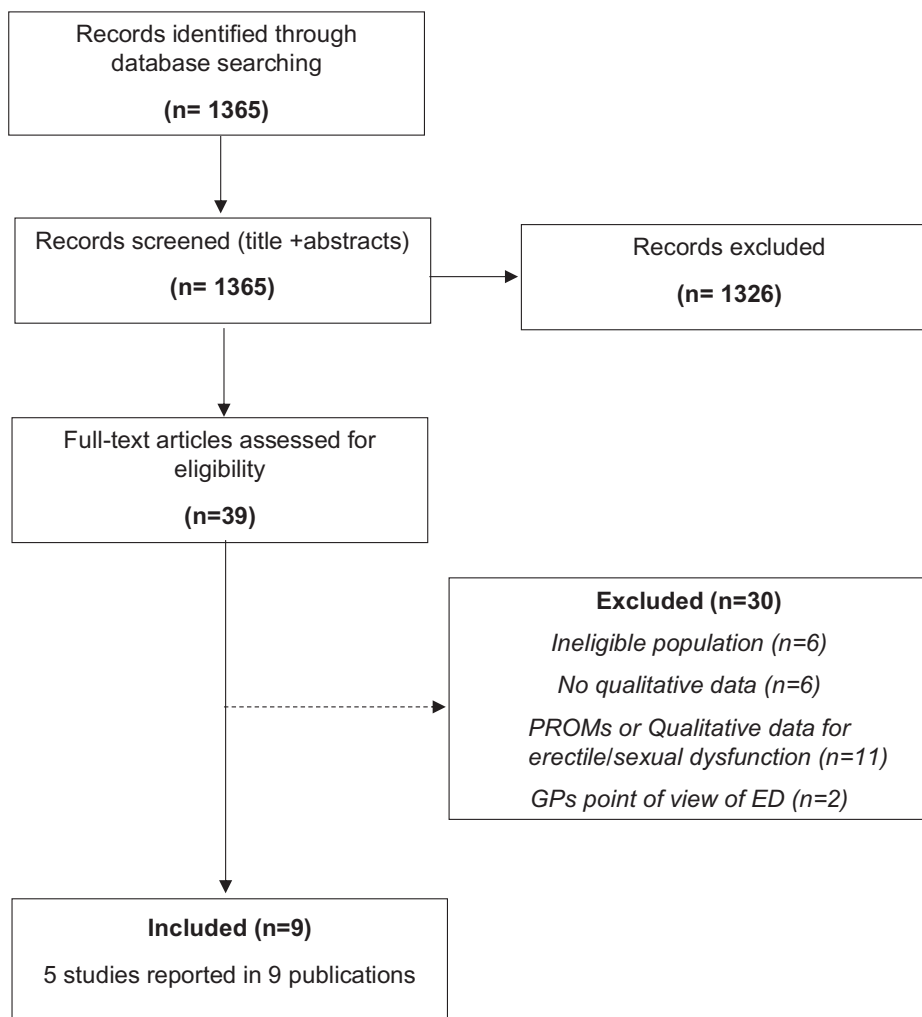 Records identified through
database searching
(n= 1365)
Records screened (title +abstracts)
(n= 1365)
Records excluded
(n= 1326)
Full-text articles assessed for
eligibility
(n=39)
Excluded (n=30)
Ineligible population (n=6)
No qualitative data (n=6)
PROMs or Qualitative data for
erectile/sexual dysfunction (n=11)
GPs point of view of ED (n=2)
Included (n=9)
5 studies reported in 9 publications